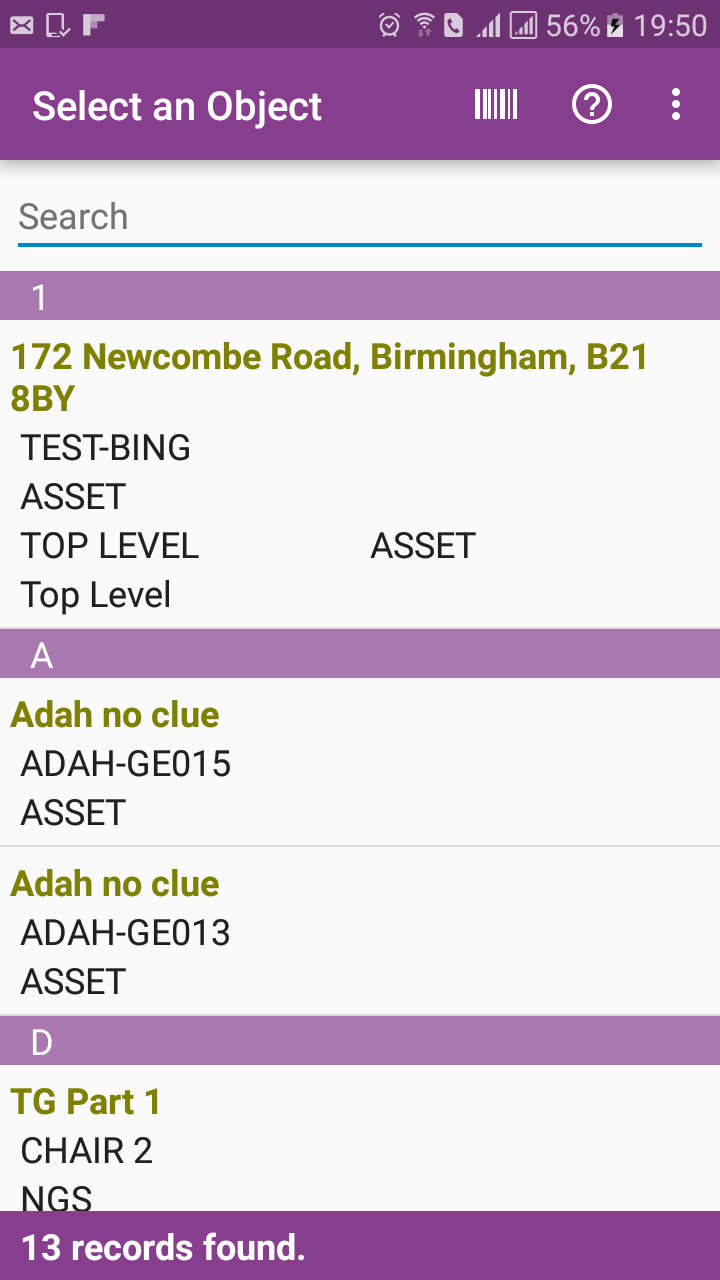 56% 19:50
Select an Object
Search
1
172 Newcombe Road, Birmingham, B21
8BY
TEST-BING
ASSET
TOP LEVEL ASSET
Top Level
A
Adah no clue
ADAH-GE015
ASSET
Adah no clue
ADAH-GE013
ASSET
D
TG Part 1
CHAIR 2
NGS
13 records found.